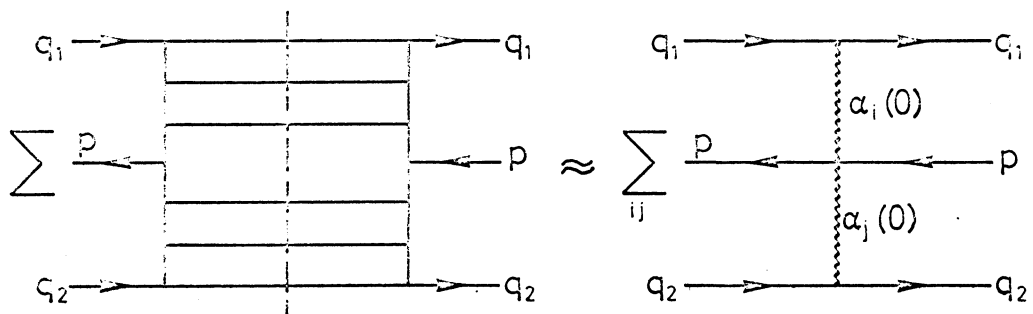 q₁ q₁ q₁ q₁
αᵢ(0)
∑ p p ≈ ∑ᵢⱼ p p
αⱼ(0)
q₂ q₂ q₂ q₂